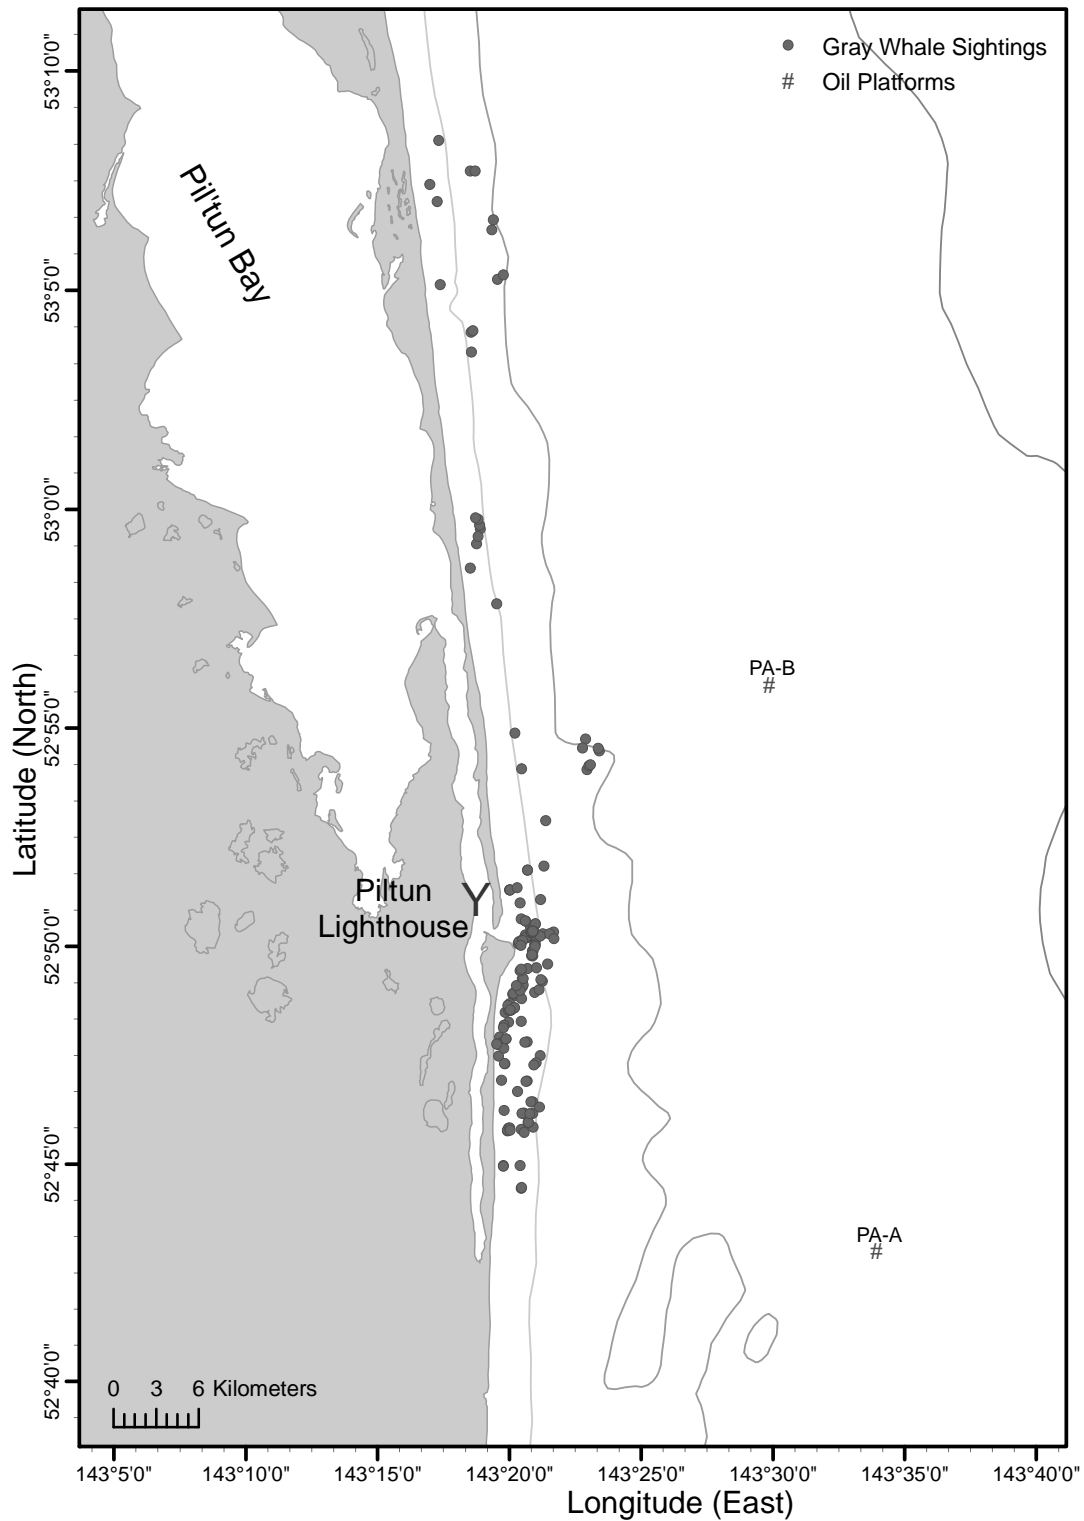 Gray Whale Sightings
# Oil Platforms
Pil'tun Bay
53°10'0"
53°5'0"
53°0'0"
52°55'0"
52°50'0"
52°45'0"
52°40'0"
Latitude (North)
PA-B
#
Piltun
Lighthouse
Y
PA-A
#
0 3 6 Kilometers
143°5'0" 143°10'0" 143°15'0" 143°20'0" 143°25'0" 143°30'0" 143°35'0" 143°40'0"
Longitude (East)